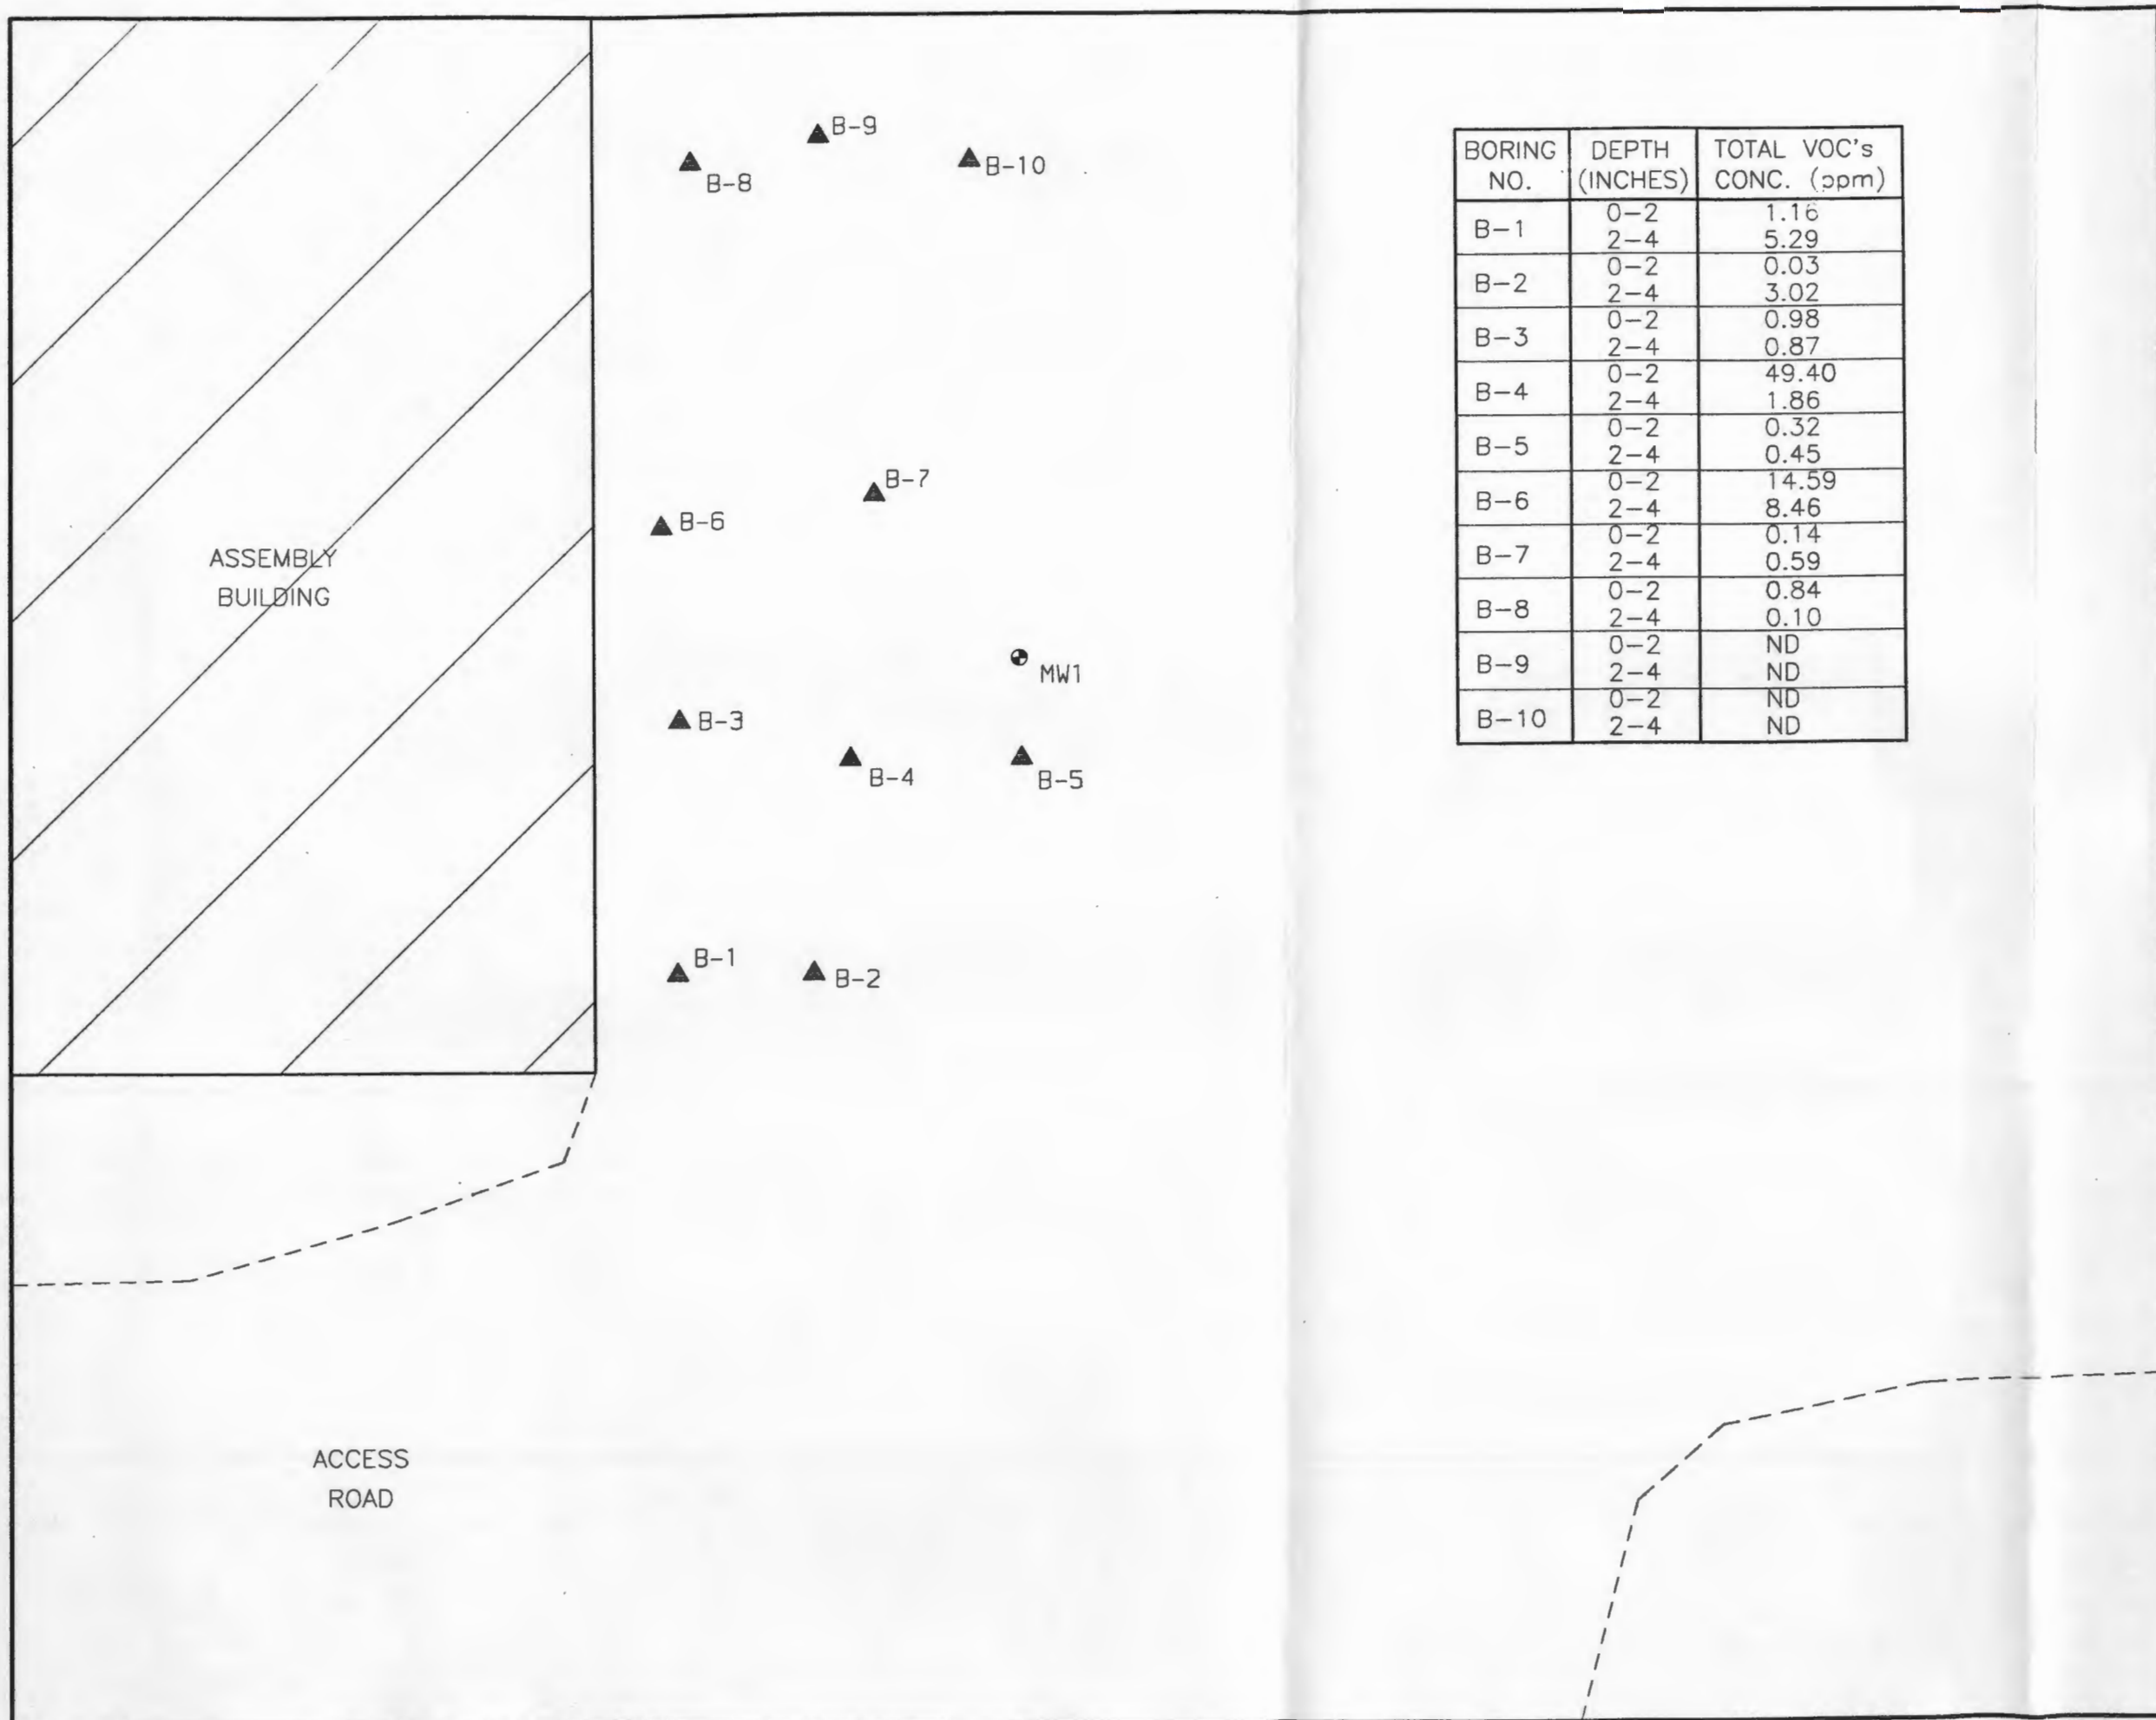 B-9
B-8
B-10
B-7
B-6
ASSEMBLY
BUILDING
MW1
B-3
B-4
B-5
B-1
B-2
ACCESS
ROAD
BORING NO. DEPTH (INCHES) TOTAL VOC's CONC. (ppm)
B-1 0-2 1.16
2-4 5.29
B-2 0-2 0.03
2-4 3.02
B-3 0-2 0.98
2-4 0.87
B-4 0-2 49.40
2-4 1.86
B-5 0-2 0.32
2-4 0.45
B-6 0-2 14.59
2-4 8.46
B-7 0-2 0.14
2-4 0.59
B-8 0-2 0.84
2-4 0.10
B-9 0-2 ND
2-4 ND
B-10 0-2 ND
2-4 ND